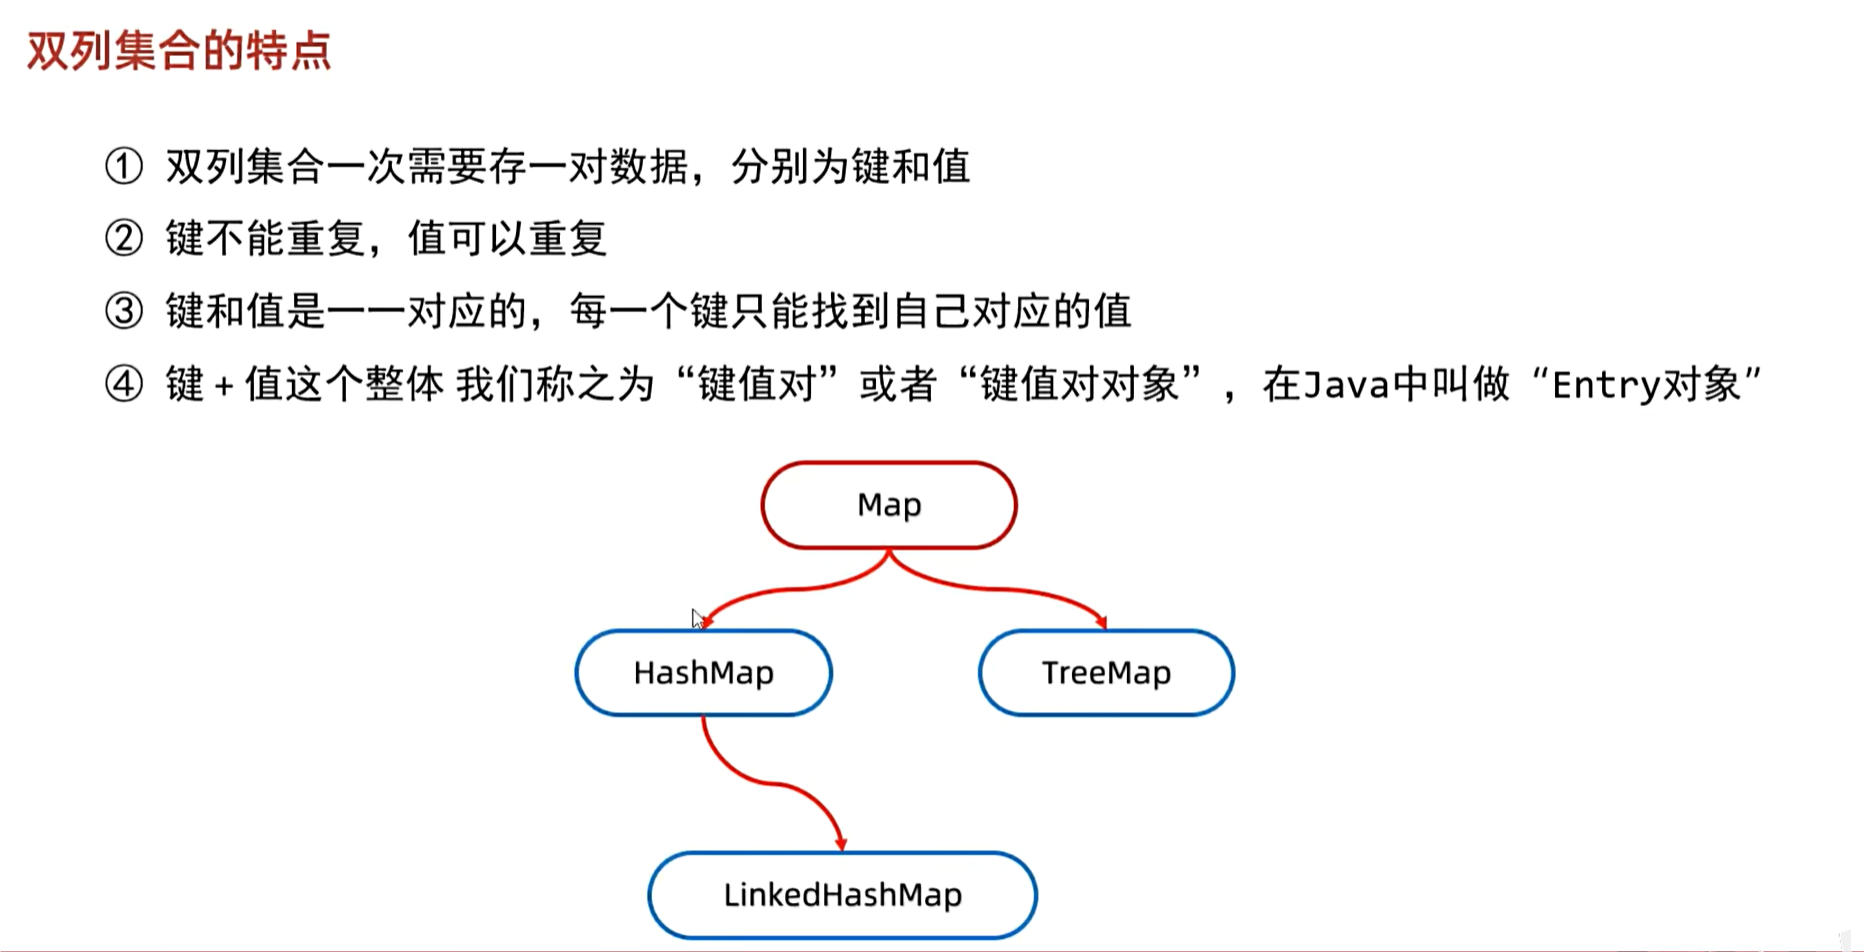 双列集合的特点
① 双列集合一次需要存一对数据，分别为键和值
② 键不能重复，值可以重复
③ 键和值是一一对应的，每一个键只能找到自己对应的值
④ 键 + 值这个整体 我们称之为“键值对”或者“键值对对象”，在Java中叫做“Entry对象”
Map
HashMap
TreeMap
LinkedHashMap